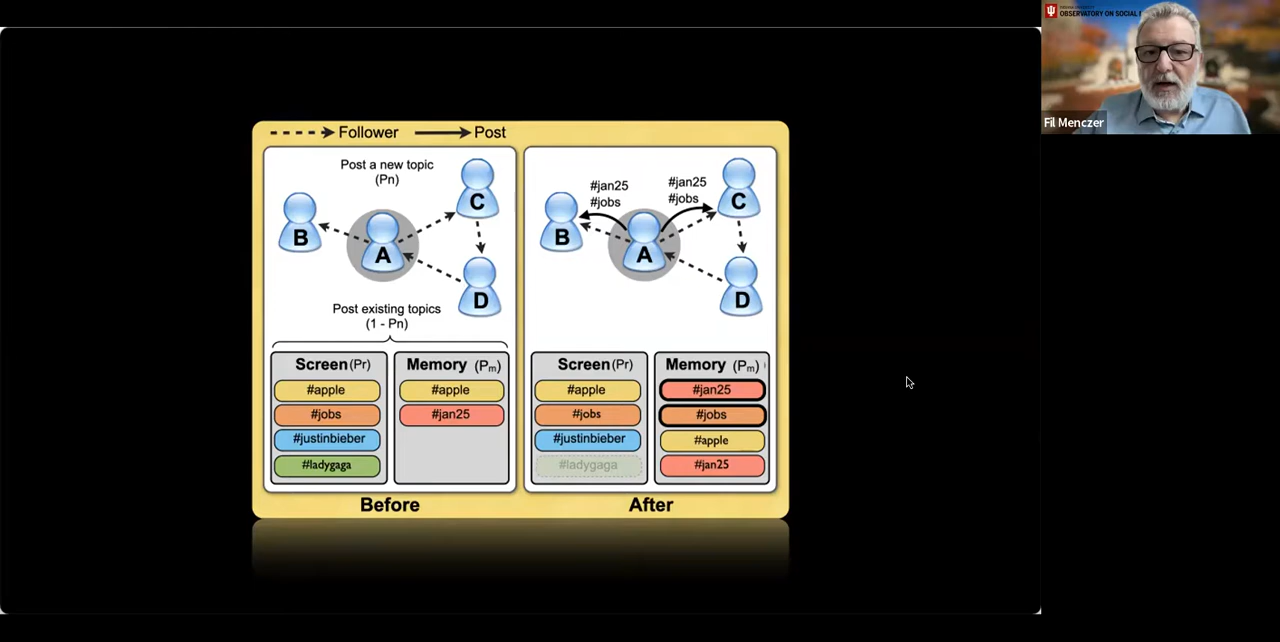 OBSERVATORY ON SOCIAL
Fil Menczer
Follower
Post
Post a new topic
(Pn)
B
A
C
D
Post existing topics
(1 - Pn)
Screen (Pr)
#apple
#jobs
#justinbieber
#ladygaga
Memory (Pm)
#apple
#jan25
Before
#jan25
#jobs
#jan25
#jobs
B
A
C
D
Screen (Pr)
#apple
#jobs
#justinbieber
#ladygaga
Memory (Pm)
#jan25
#jobs
#apple
#jan25
After